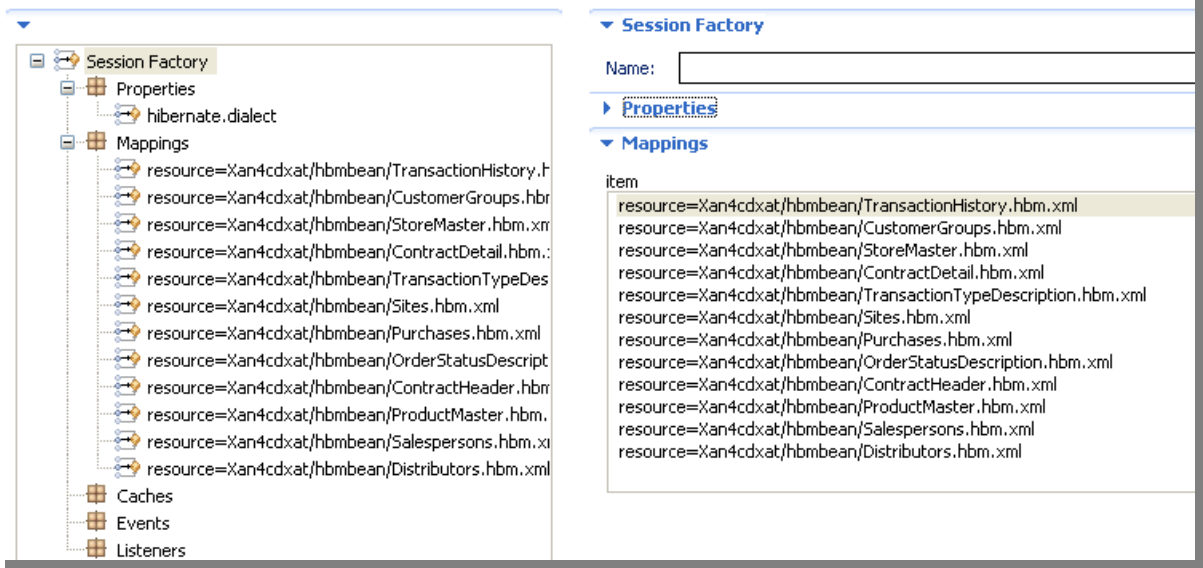 Session Factory
Properties
hibernate.dialect
Mappings
resource=Xan4cdxat/hbmbean/TransactionHistory.h
resource=Xan4cdxat/hbmbean/CustomerGroups.hbr
resource=Xan4cdxat/hbmbean/StoreMaster.hbm.xm
resource=Xan4cdxat/hbmbean/ContractDetail.hbm.:
resource=Xan4cdxat/hbmbean/TransactionTypeDes
resource=Xan4cdxat/hbmbean/Sites.hbm.xml
resource=Xan4cdxat/hbmbean/Purchases.hbm.xml
resource=Xan4cdxat/hbmbean/OrderStatusDescript
resource=Xan4cdxat/hbmbean/ContractHeader.hbm
resource=Xan4cdxat/hbmbean/ProductMaster.hbm.
resource=Xan4cdxat/hbmbean/Salespersons.hbm.xi
resource=Xan4cdxat/hbmbean/Distributors.hbm.xml
Caches
Events
Listeners
Session Factory
Name:
Properties
Mappings
item
resource=Xan4cdxat/hbmbean/TransactionHistory.hbm.xml
resource=Xan4cdxat/hbmbean/CustomerGroups.hbm.xml
resource=Xan4cdxat/hbmbean/StoreMaster.hbm.xml
resource=Xan4cdxat/hbmbean/ContractDetail.hbm.xml
resource=Xan4cdxat/hbmbean/TransactionTypeDescription.hbm.xml
resource=Xan4cdxat/hbmbean/Sites.hbm.xml
resource=Xan4cdxat/hbmbean/Purchases.hbm.xml
resource=Xan4cdxat/hbmbean/OrderStatusDescription.hbm.xml
resource=Xan4cdxat/hbmbean/ContractHeader.hbm.xml
resource=Xan4cdxat/hbmbean/ProductMaster.hbm.xml
resource=Xan4cdxat/hbmbean/Salespersons.hbm.xml
resource=Xan4cdxat/hbmbean/Distributors.hbm.xml